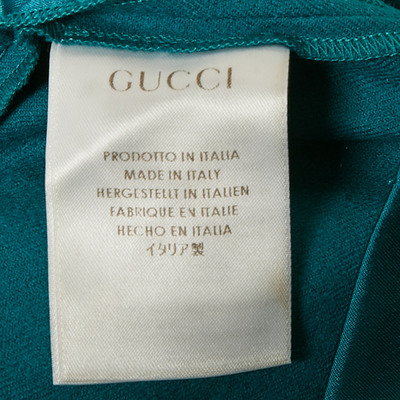 GUCCI
PRODOTTO IN ITALIA
MADE IN ITALY
HERGESTELLT IN ITALIEN
FABRIQUE EN ITALIE
HECHO EN ITALIA
イタリア製